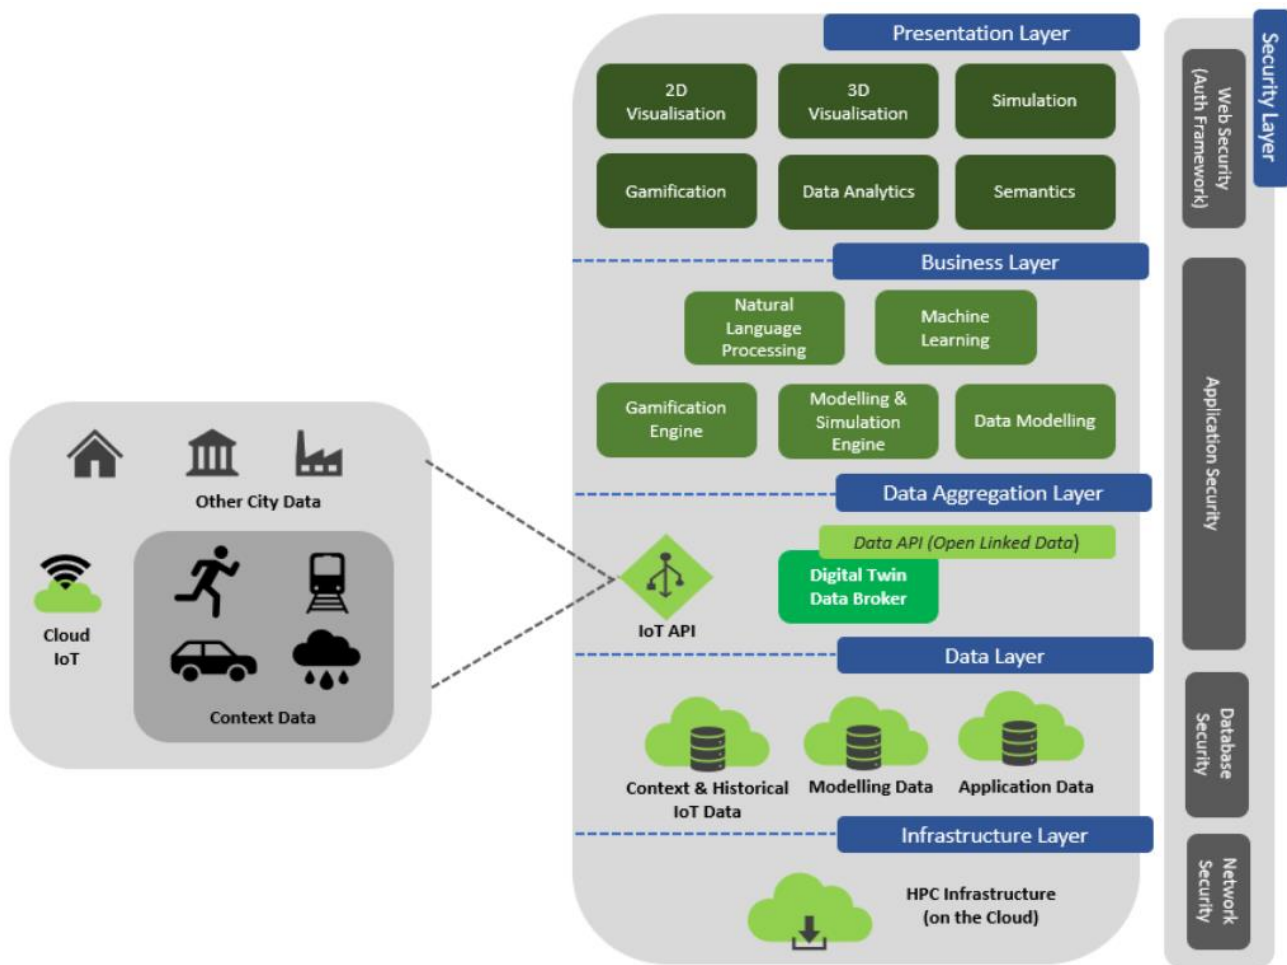 Presentation Layer
2D
Visualisation
3D
Visualisation
Simulation
Gamification
Data Analytics
Semantics
Business Layer
Natural
Language
Processing
Machine
Learning
Gamification
Engine
Modelling &
Simulation
Engine
Data Modelling
Data Aggregation Layer
Data API (Open Linked Data)
Digital Twin
Data Broker
IoT API
Data Layer
Context & Historical
IoT Data
Modelling Data
Application Data
Infrastructure Layer
HPC Infrastructure
(on the Cloud)
Other City Data
Cloud
IoT
Context Data
Security Layer
Web Security
(Auth Framework)
Application Security
Database
Security
Network
Security